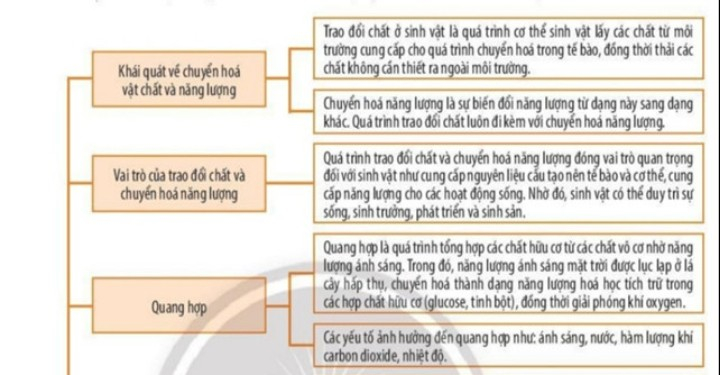 Khái quát về chuyển hoá
vật chất và năng lượng
Trao đổi chất ở sinh vật là quá trình cơ thể sinh vật lấy các chất từ môi
trường cung cấp cho quá trình chuyển hoá trong tế bào, đồng thời thải các
chất không cần thiết ra ngoài môi trường.
Chuyển hoá năng lượng là sự biến đổi năng lượng từ dạng này sang dạng
khác. Quá trình trao đổi chất luôn đi kèm với chuyển hoá năng lượng.
Vai trò của trao đổi chất và
chuyển hoá năng lượng
Quá trình trao đổi chất và chuyển hoá năng lượng đóng vai trò quan trọng
đối với sinh vật như cung cấp nguyên liệu cấu tạo nên tế bào và cơ thể, cung
cấp năng lượng cho các hoạt động sống. Nhờ đó, sinh vật có thể duy trì sự
sống, sinh trưởng, phát triển và sinh sản.
Quang hợp
Quang hợp là quá trình tổng hợp các chất hữu cơ từ các chất vô cơ nhờ năng
lượng ánh sáng. Trong đó, năng lượng ánh sáng mặt trời được lục lạp ở lá
cây hấp thụ, chuyển hoá thành dạng năng lượng hoá học tích trữ trong
các hợp chất hữu cơ (glucose, tinh bột), đồng thời giải phóng khí oxygen.
Các yếu tố ảnh hưởng đến quang hợp như: ánh sáng, nước, hàm lượng khí
carbon dioxide, nhiệt độ.